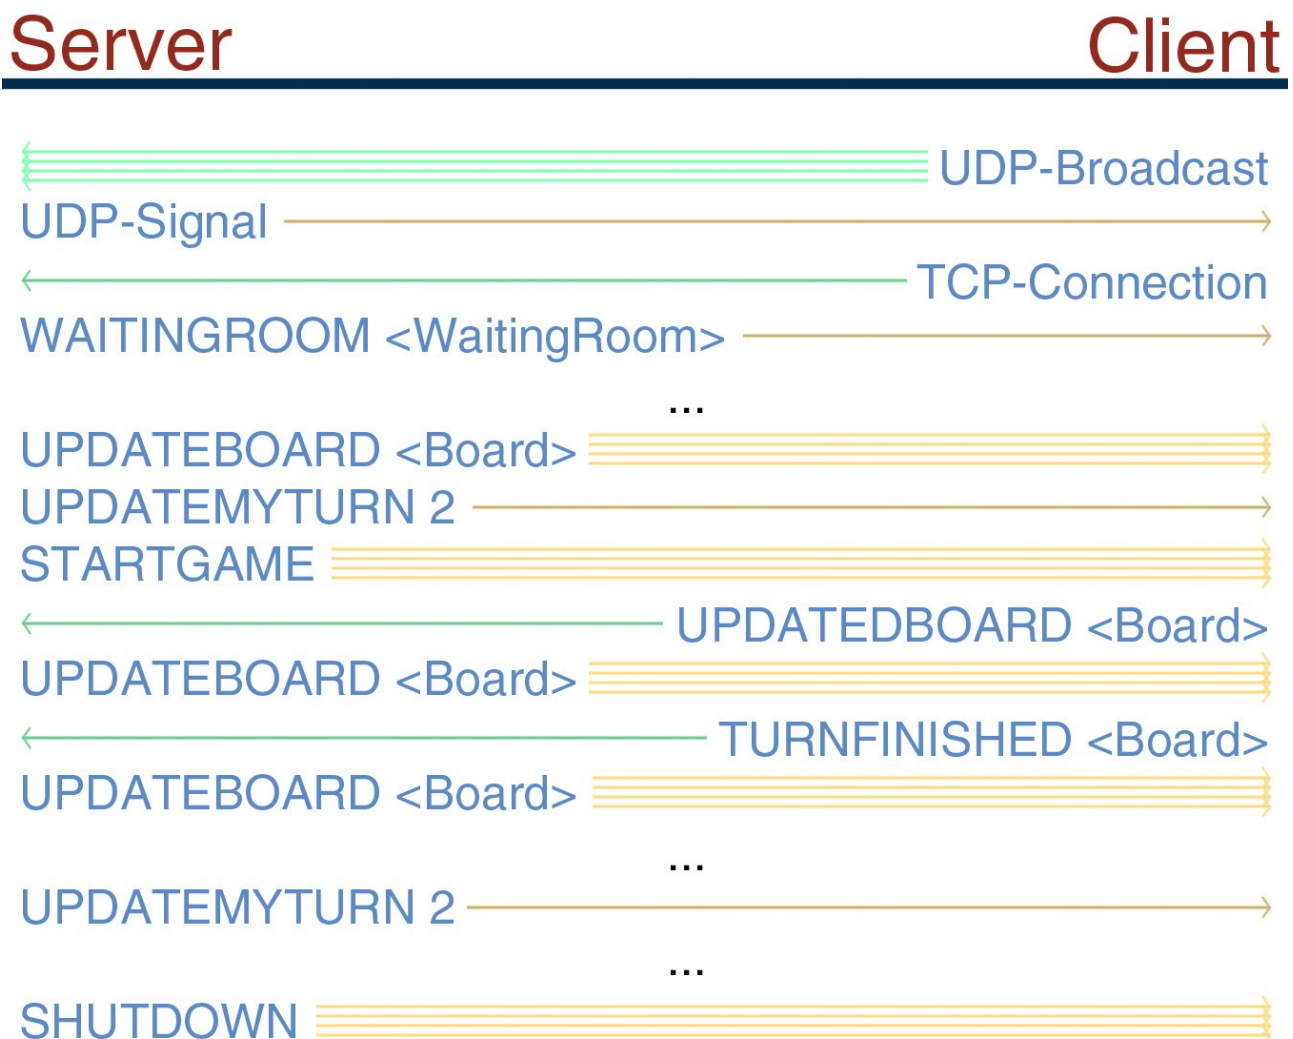 Server Client
UDP-Broadcast
UDP-Signal
TCP-Connection
WAITINGROOM <WaitingRoom>
...
UPDATEBOARD <Board>
UPDATEMYTURN 2
STARTGAME
UPDATEDBOARD <Board>
UPDATEBOARD <Board>
TURNFINISHED <Board>
UPDATEBOARD <Board>
...
UPDATEMYTURN 2
...
SHUTDOWN